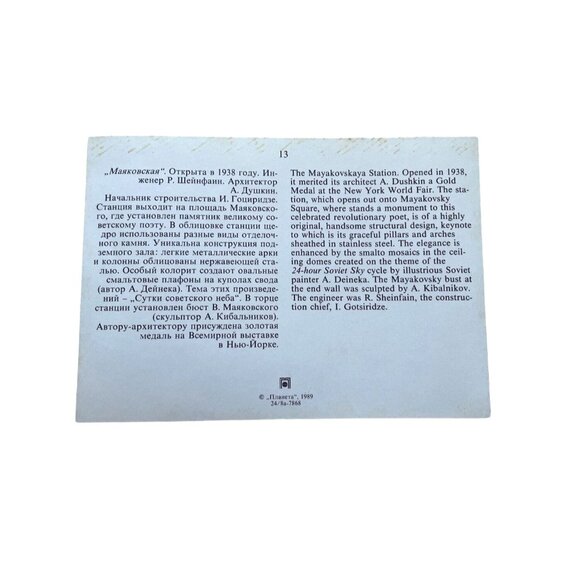 13
„Маяковская“. Открыта в 1938 году. Ин-
женер Р. Шейнфаин. Архитектор
А. Душкин.
Начальник строительства И. Гоциридзе.
Станция выходит на площадь Маяковско-
го, где установлен памятник великому со-
ветскому поэту. В облицовке станции ще-
дро использованы разные виды отделоч-
ного камня. Уникальна конструкция под-
земного зала: легкие металлические арки
и колонны облицованы нержавеющей ста-
лью. Особый колорит создают овальные
смальтовые плафоны на куполах свода
(автор А. Дейнека). Тема этих произведе-
ний – „Сутки советского неба“. В торце
станции установлен бюст В. Маяковского
(скульптор А. Кибальников).
Автору-архитектору присуждена золотая
медаль на Всемирной выставке
в Нью-Йорке.
The Mayakovskaya Station. Opened in 1938,
it merited its architect A. Dushkin a Gold
Medal at the New York World Fair. The sta-
tion, which opens out onto Mayakovsky
Square, where stands a monument to this
celebrated revolutionary poet, is of a highly
original, handsome structural design, keynote
to which is its graceful pillars and arches
sheathed in stainless steel. The elegance is
enhanced by the smalto mosaics in the ceil-
ing domes created on the theme of the
24-hour Soviet Sky cycle by illustrious Soviet
painter A. Deineka. The Mayakovsky bust at
the end wall was sculpted by A. Kibalnikov.
The engineer was R. Sheinfain, the construc-
tion chief, I. Gotsiridze.
© „Планета“, 1989
24/8а-7868